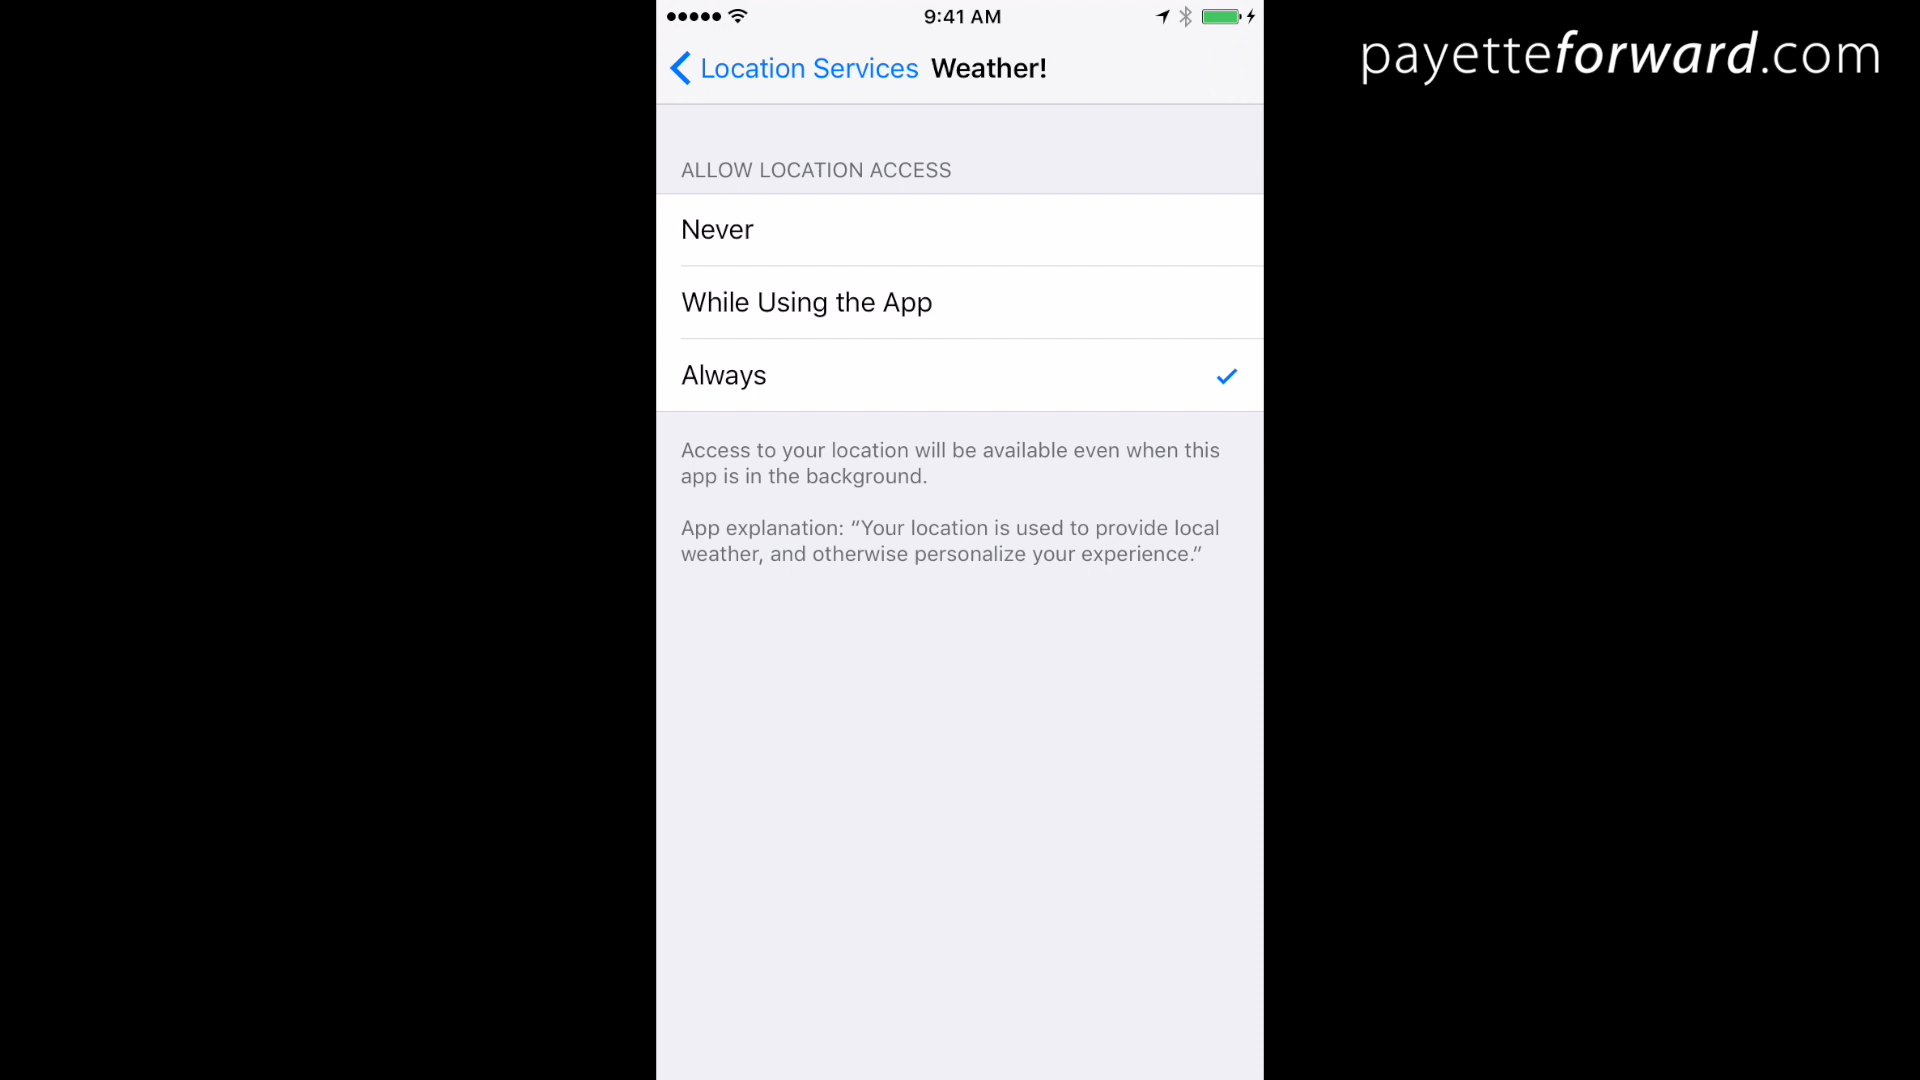 9:41 AM
payetteforward.com
Location Services Weather!
ALLOW LOCATION ACCESS
Never
While Using the App
Always
Access to your location will be available even when this
app is in the background.
App explanation: “Your location is used to provide local
weather, and otherwise personalize your experience.”